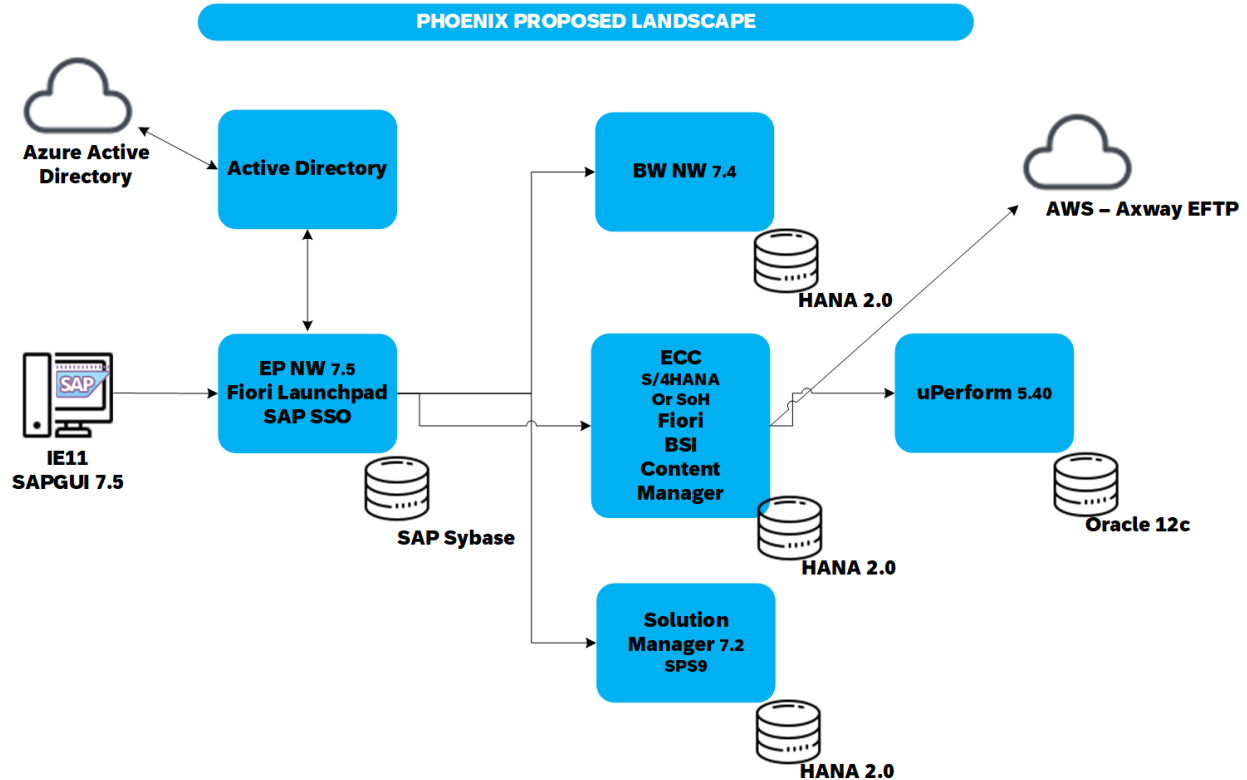 PHOENIX PROPOSED LANDSCAPE
Azure Active
Directory
Active Directory
BW NW 7.4
HANA 2.0
AWS – Axway EFTP
SAP
IE11
SAPGUI 7.5
EP NW 7.5
Fiori Launchpad
SAP SSO
SAP Sybase
ECC
S/4HANA
Or SoH
Fiori
BSI
Content
Manager
HANA 2.0
uPerform 5.40
Oracle 12c
Solution
Manager 7.2
SPS9
HANA 2.0